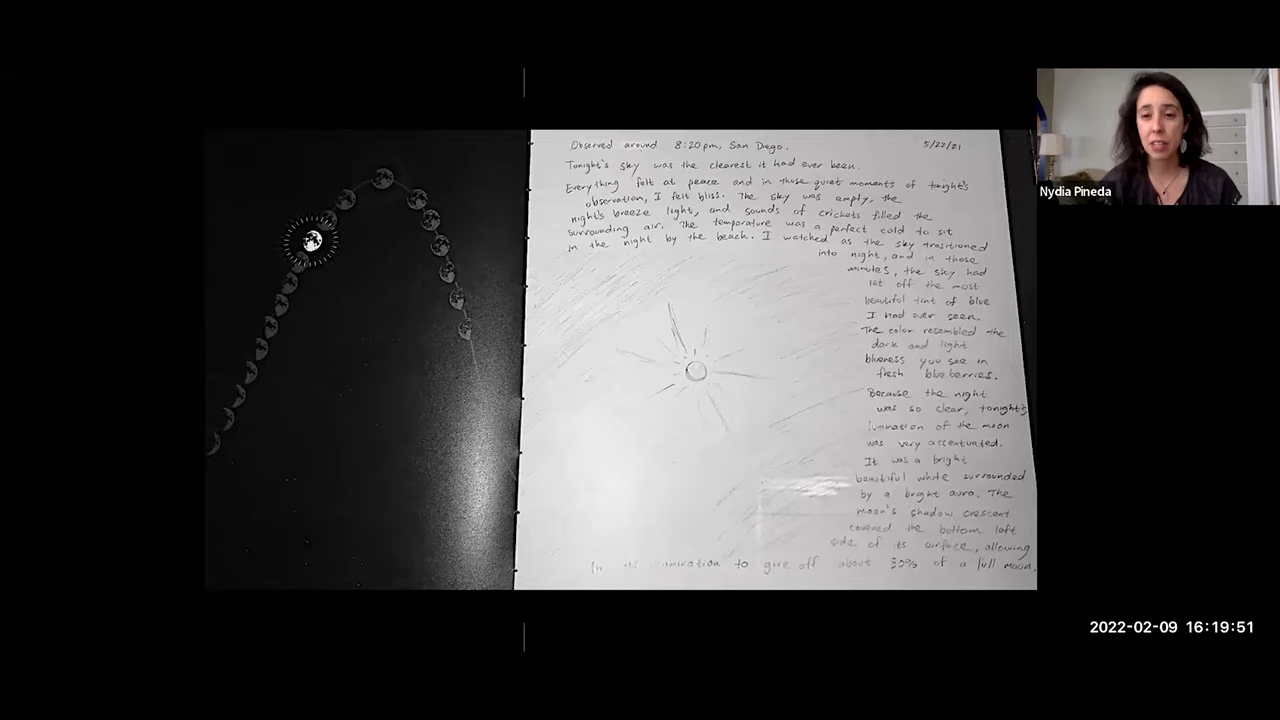 Observed around 8:20pm, San Diego. 5/22/21
Tonight's sky was the clearest it had ever been.
Everything felt at peace and in those quiet moments of tonight's
observation, I felt bliss. The sky was empty, the
night's breeze light, and sounds of crickets filled the
surrounding air. The temperature was a perfect cold to sit
in the night by the beach. I watched as the sky trasitioned
into night, and in those
minutes, the sky had
let off the most
beautiful tint of blue
I had ever seen.
The color resembled the
dark and light
blueness you see in
fresh blueberries.
Because the night
was so clear, tonight's
lumination of the moon
was very accentuated.
It was a bright
beautiful white surrounded
by a bright aura. The
moon's shadow crescent
covered the bottom left
side of its surface, allowing
illumination to give off about 80% of a full moon.
Nydia Pineda
2022-02-09 16:19:51